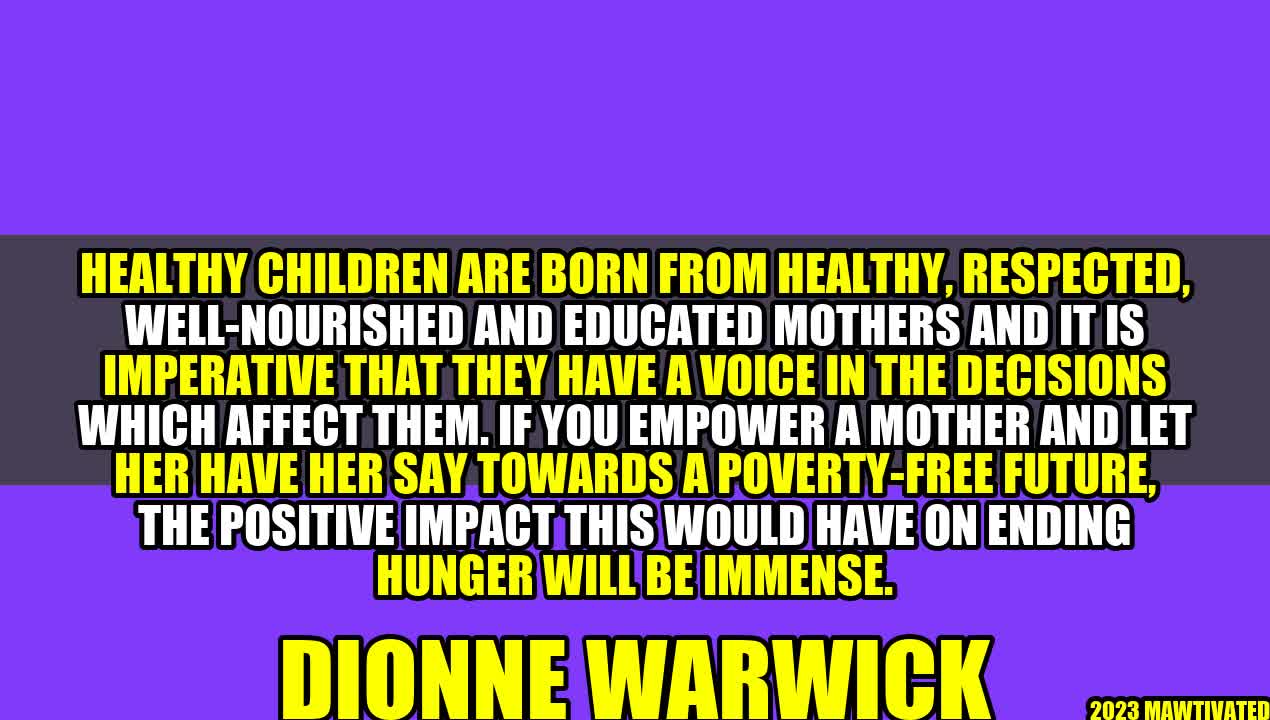 HEALTHY CHILDREN ARE BORN FROM HEALTHY, RESPECTED,
WELL-NOURISHED AND EDUCATED MOTHERS AND IT IS
IMPERATIVE THAT THEY HAVE A VOICE IN THE DECISIONS
WHICH AFFECT THEM. IF YOU EMPOWER A MOTHER AND LET
HER HAVE HER SAY TOWARDS A POVERTY-FREE FUTURE,
THE POSITIVE IMPACT THIS WOULD HAVE ON ENDING
HUNGER WILL BE IMMENSE.
DIONNE WARWICK
2023 MAWTIVATED